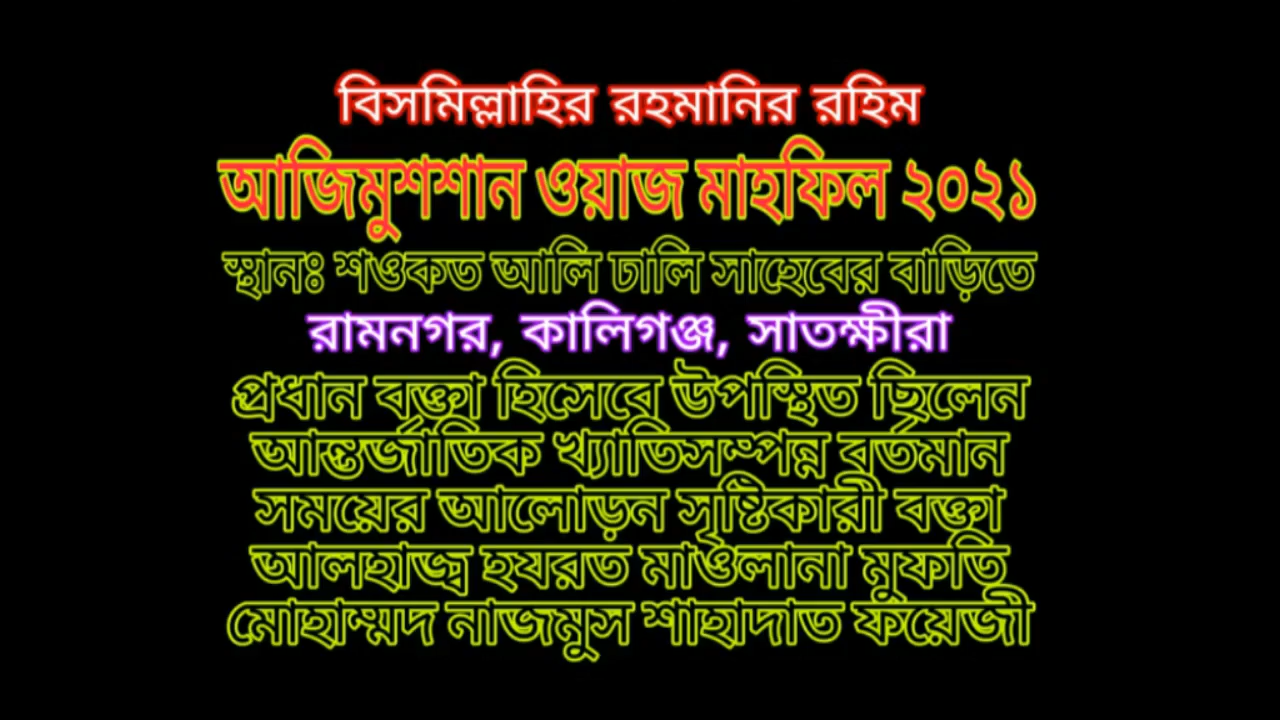 বিসমিল্লাহির রহমানির রহিম
আজিমুশশান ওয়াজ মাহফিল ২০২১
স্থানঃ শওকত আলি ঢালি সাহেবের বাড়িতে
রামনগর, কালিগঞ্জ, সাতক্ষীরা
প্রধান বক্তা হিসেবে উপস্থিত ছিলেন
আন্তর্জাতিক খ্যাতিসম্পন্ন বর্তমান
সময়ের আলোড়ন সৃষ্টিকারী বক্তা
আলহাজ্ব হযরত মাওলানা মুফতি
মোহাম্মদ নাজমুস শাহাদাত ফয়েজী